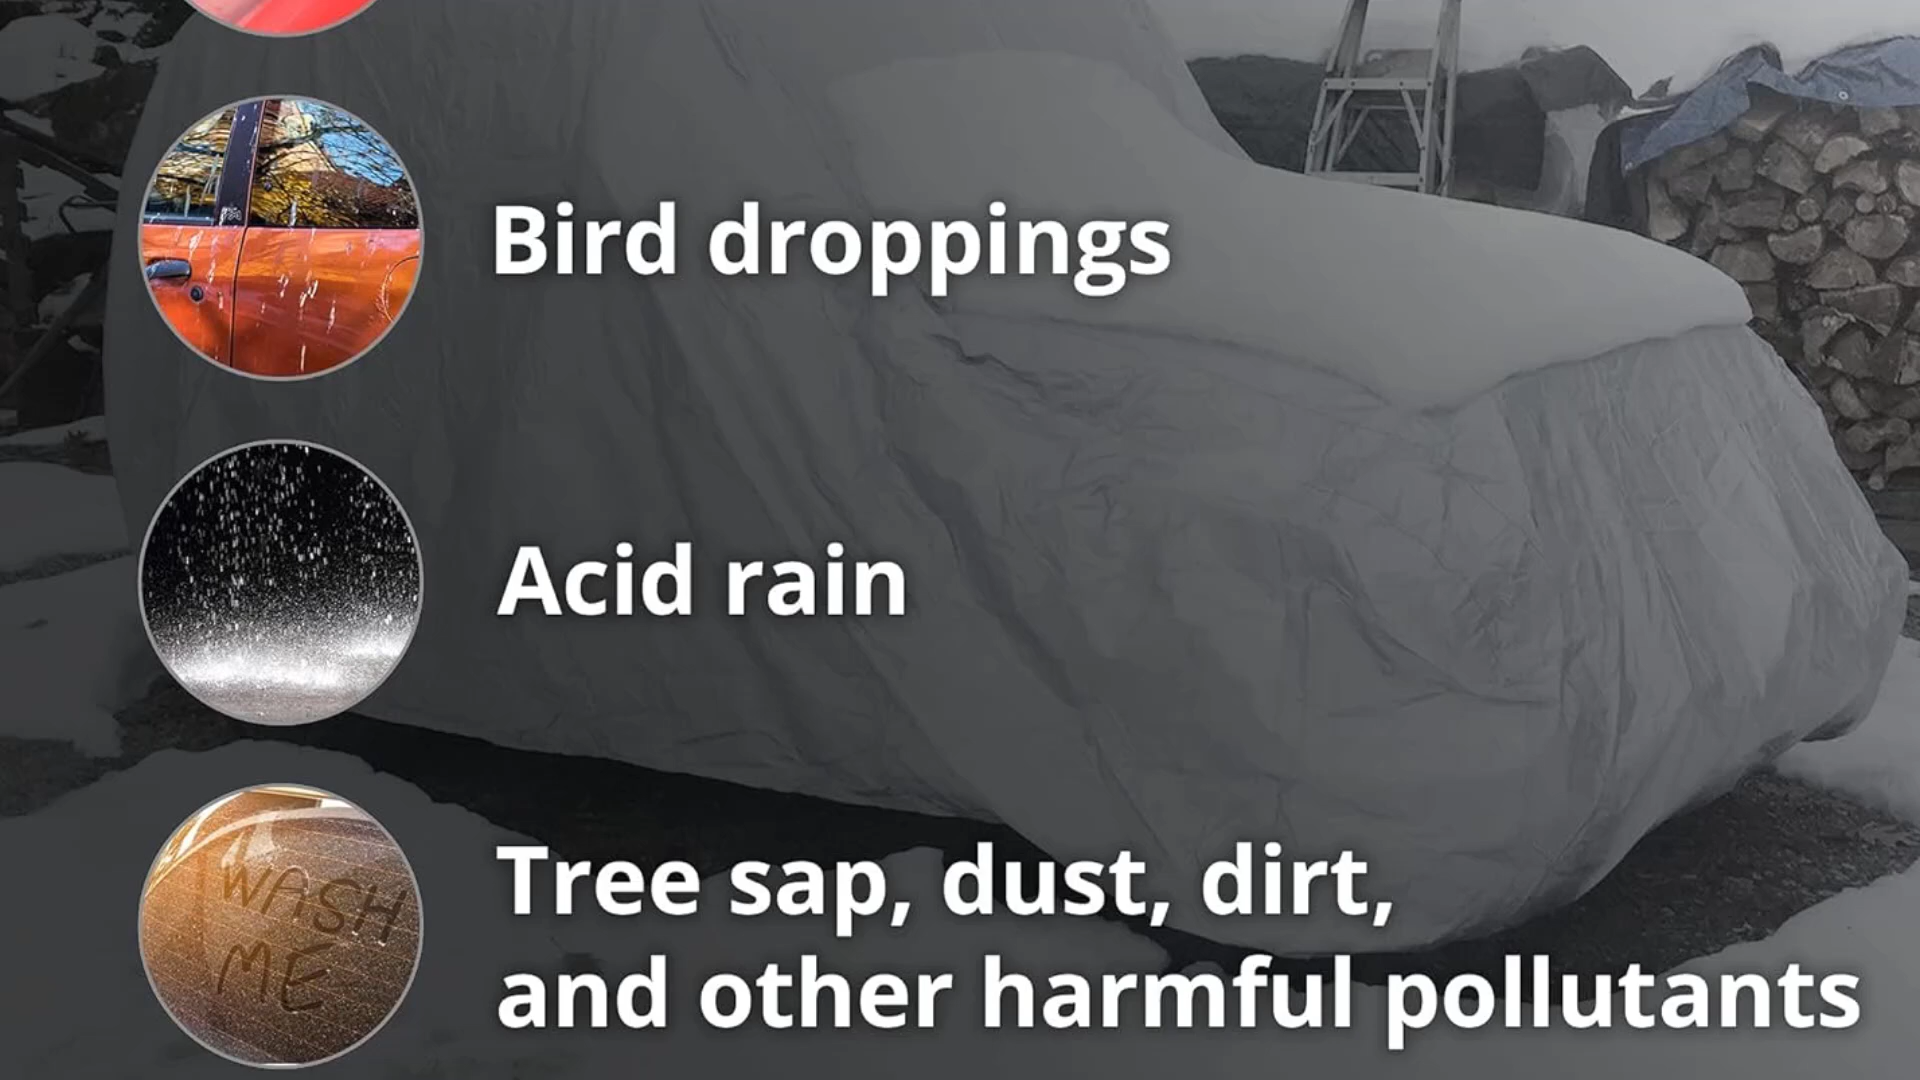 Bird droppings
Acid rain
WASH
ME
Tree sap, dust, dirt,
and other harmful pollutants